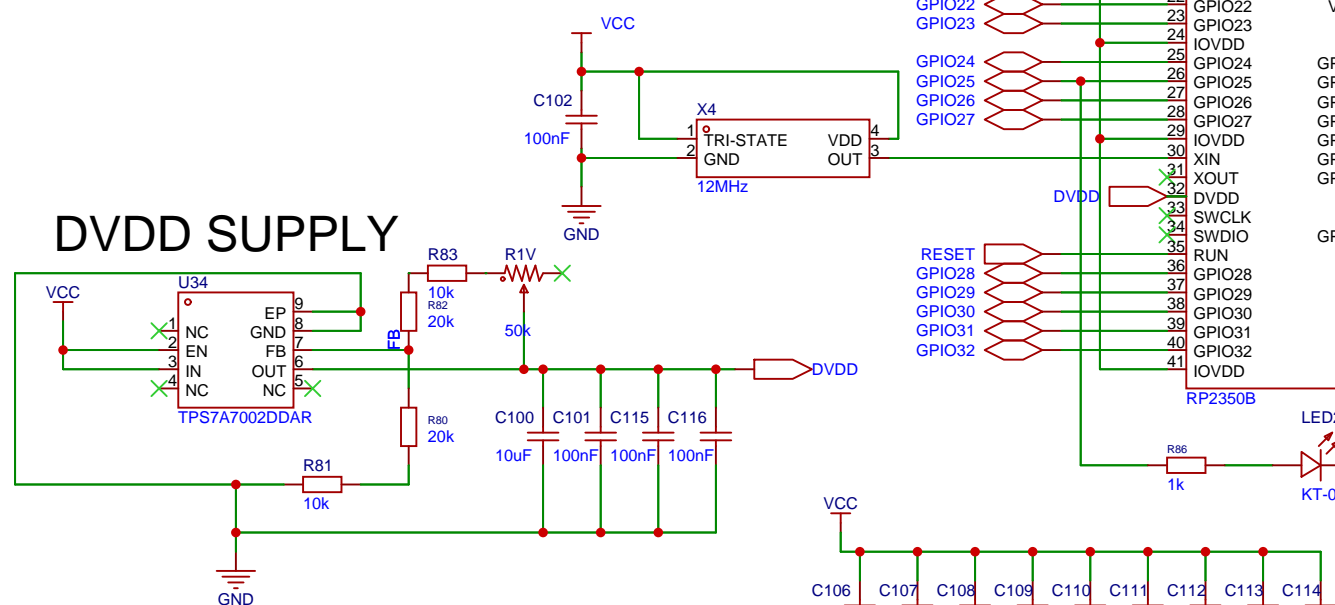 VCC
C102
100nF
GND
X4
1
TRI-STATE
VDD
4
2
GND
OUT
3
12MHz
GPIO22
22
GPIO22
GPIO23
23
GPIO23
24
IOVDD
GPIO24
25
GPIO24
GPIO25
26
GPIO25
GPIO26
27
GPIO26
GPIO27
28
GPIO27
29
IOVDD
30
XIN
31
XOUT
DVDD
32
DVDD
33
SWCLK
34
SWDIO
RESET
35
RUN
GPIO28
36
GPIO28
GPIO29
37
GPIO29
GPIO30
38
GPIO30
GPIO31
39
GPIO31
GPIO32
40
GPIO32
41
IOVDD
RP2350B
DVDD SUPPLY
VCC
U34
EP
9
1
NC
GND
8
2
EN
FB
7
3
IN
OUT
6
4
NC
NC
5
TPS7A7002DDAR
R83
10k
R82
20k
FB
R1V
50k
DVDD
R80
20k
C100
10uF
C101
100nF
C115
100nF
C116
100nF
R81
10k
GND
R86
1k
VCC
C106
C107
C108
C109
C110
C111
C112
C113
C114